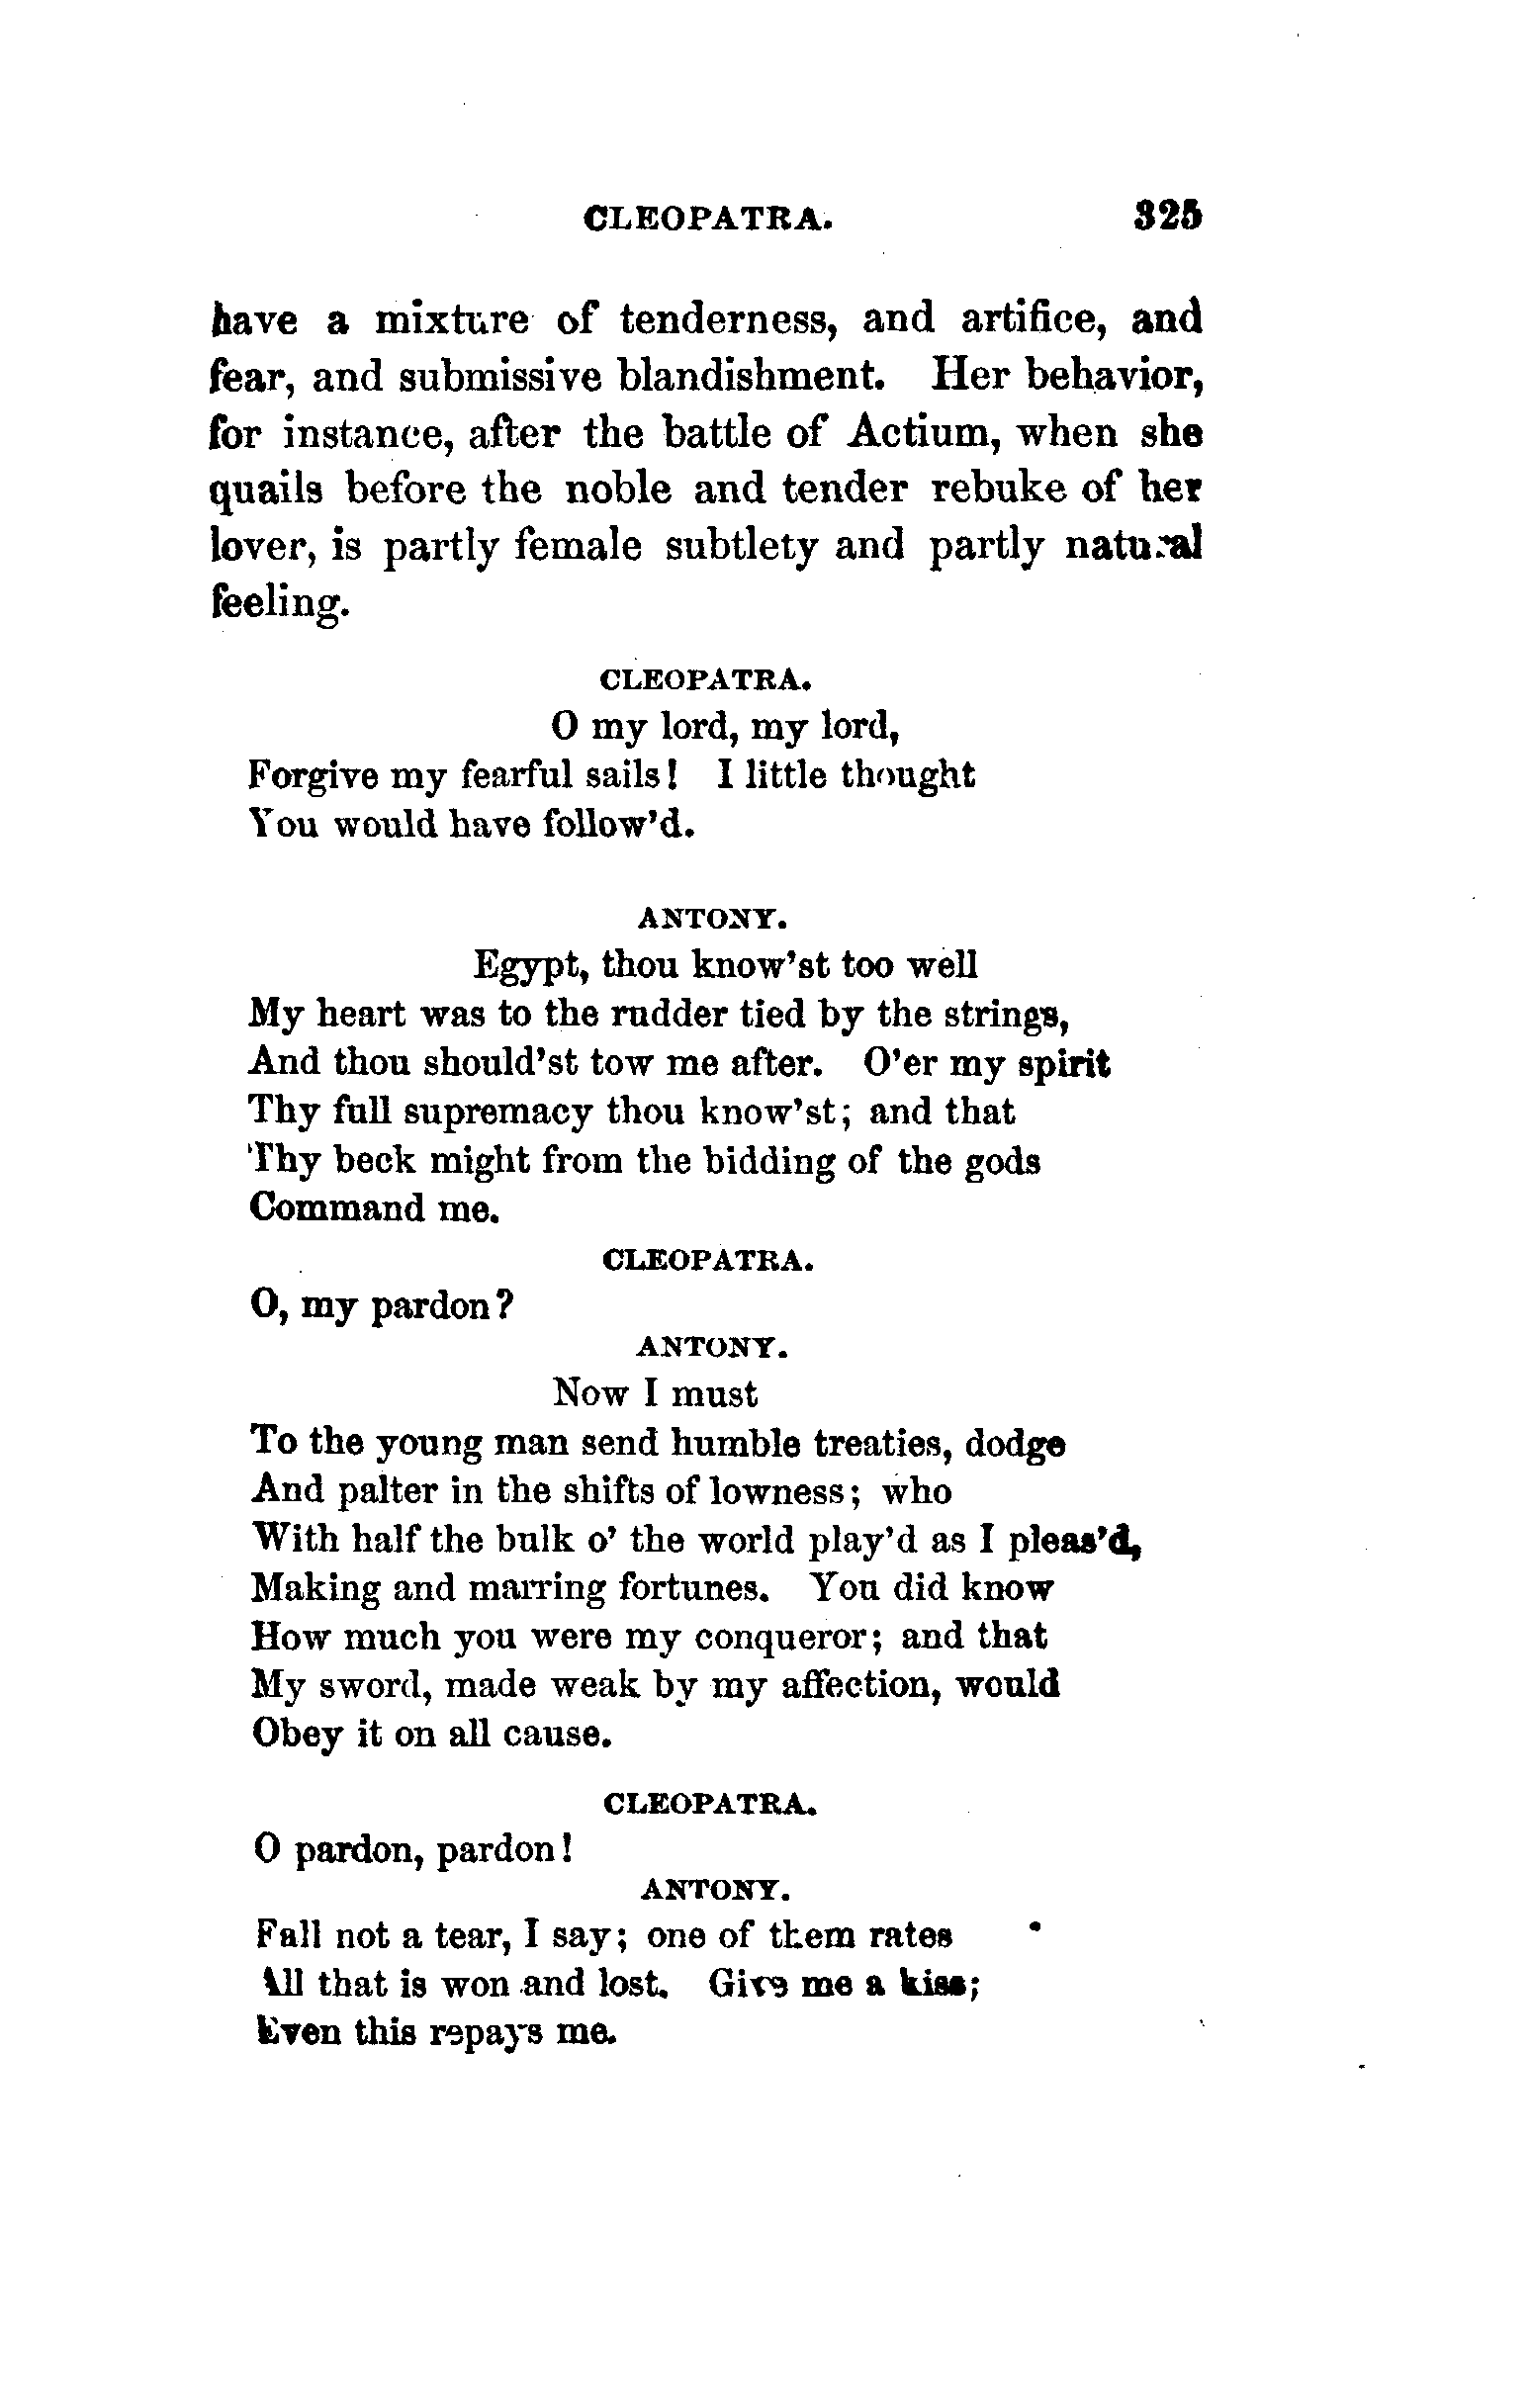 CLEOPATRA. 325
have a mixture of tenderness, and artifice, and
fear, and submissive blandishment. Her behavior,
for instance, after the battle of Actium, when she
quails before the noble and tender rebuke of her
lover, is partly female subtlety and partly natural
feeling.
CLEOPATRA.
O my lord, my lord,
Forgive my fearful sails! I little thought
You would have follow'd.
ANTONY.
Egypt, thou know'st too well
My heart was to the rudder tied by the strings,
And thou should'st tow me after. O'er my spirit
Thy full supremacy thou know'st; and that
Thy beck might from the bidding of the gods
Command me.
CLEOPATRA.
O, my pardon?
ANTONY.
Now I must
To the young man send humble treaties, dodge
And palter in the shifts of lowness; who
With half the bulk o' the world play'd as I pleas'd,
Making and marring fortunes. You did know
How much you were my conqueror; and that
My sword, made weak by my affection, would
Obey it on all cause.
CLEOPATRA.
O pardon, pardon!
ANTONY.
Fall not a tear, I say; one of them rates
All that is won and lost. Give me a kiss;
Even this repays me.